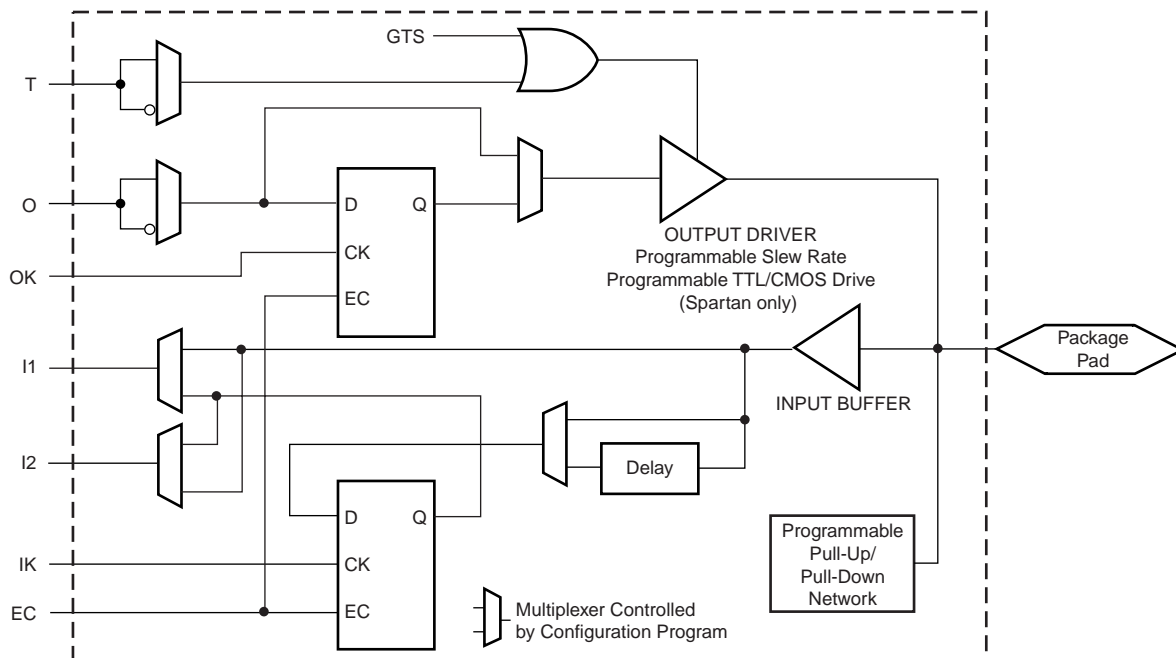 GTS
T
O
D
Q
CK
EC
OK
OUTPUT DRIVER
Programmable Slew Rate
Programmable TTL/CMOS Drive
(Spartan only)
I1
Package
Pad
INPUT BUFFER
I2
Delay
D
Q
CK
EC
IK
EC
Programmable
Pull-Up/
Pull-Down
Network
Multiplexer Controlled
by Configuration Program